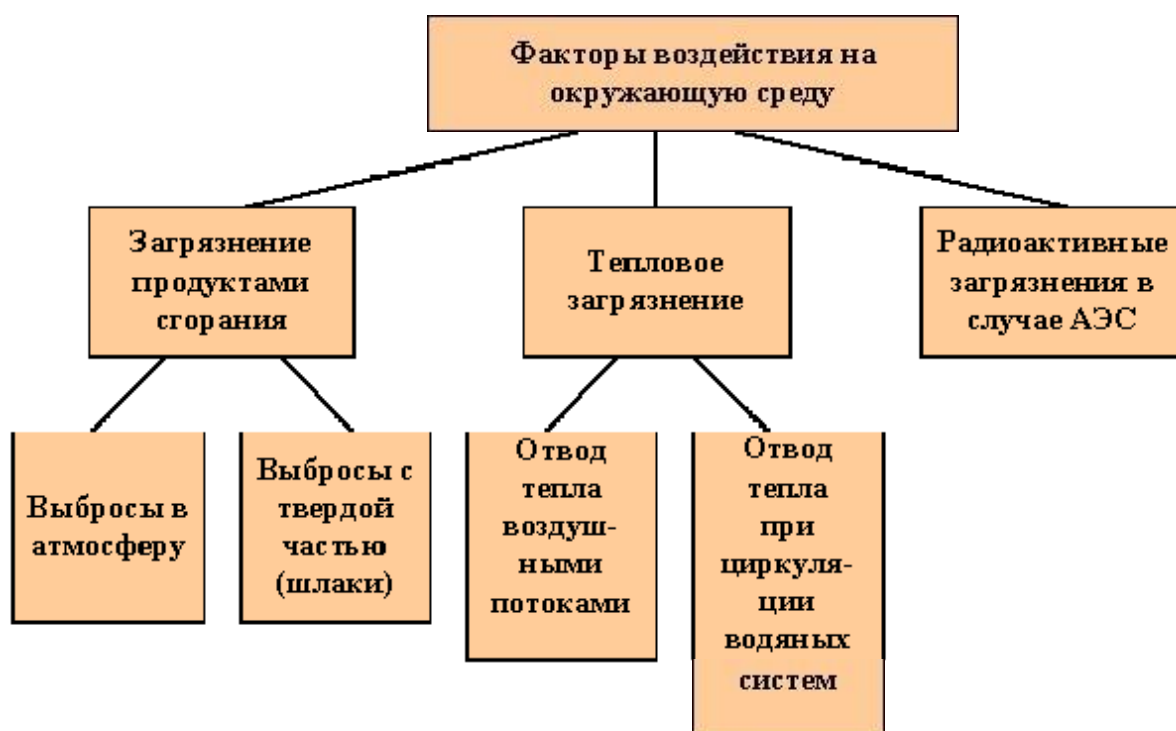 Факторы воздействия на
окружающую среду
Загрязнение
продуктами
сгорания
Тепловое
загрязнение
Радиоактивные
загрязнения в
случае АЭС
Выбросы в
атмосферу
Выбросы с
твердой
частью
(шлаки)
Отвод
тепла
воздуш-
ными
потоками
Отвод
тепла
при
циркуля-
ции
водяных
систем